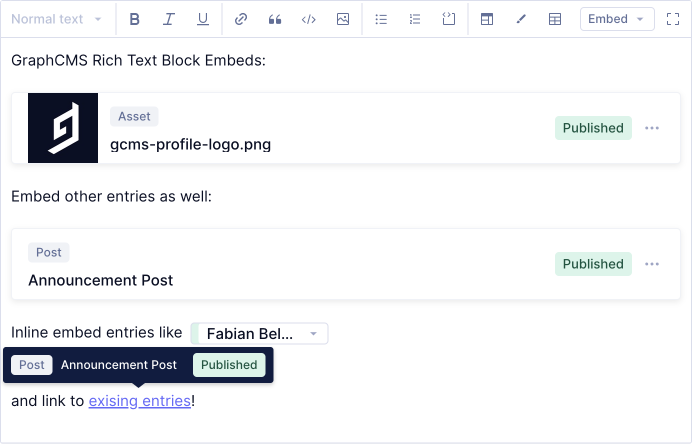 Normal text B I U </> Embed
GraphCMS Rich Text Block Embeds:
Asset
gcms-profile-logo.png
Published
Embed other entries as well:
Post
Announcement Post
Published
Inline embed entries like Fabian Bel...
Post Announcement Post Published
and link to exising entries!